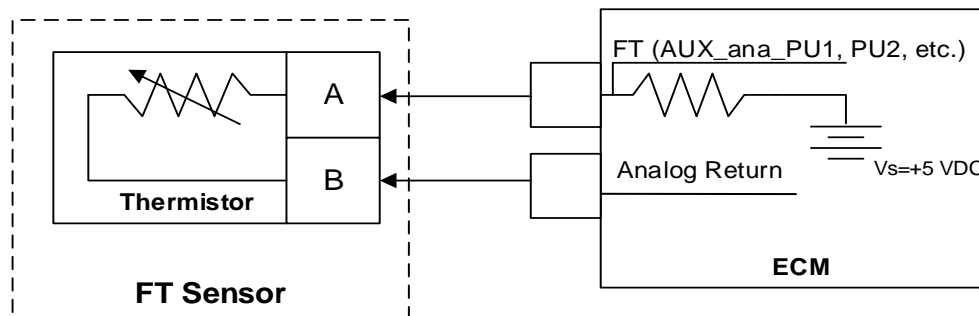 FT (AUX_ana_PU1, PU2, etc.)
A
B
Analog Return
Vs=+5 VDC
Thermistor
ECM
FT Sensor